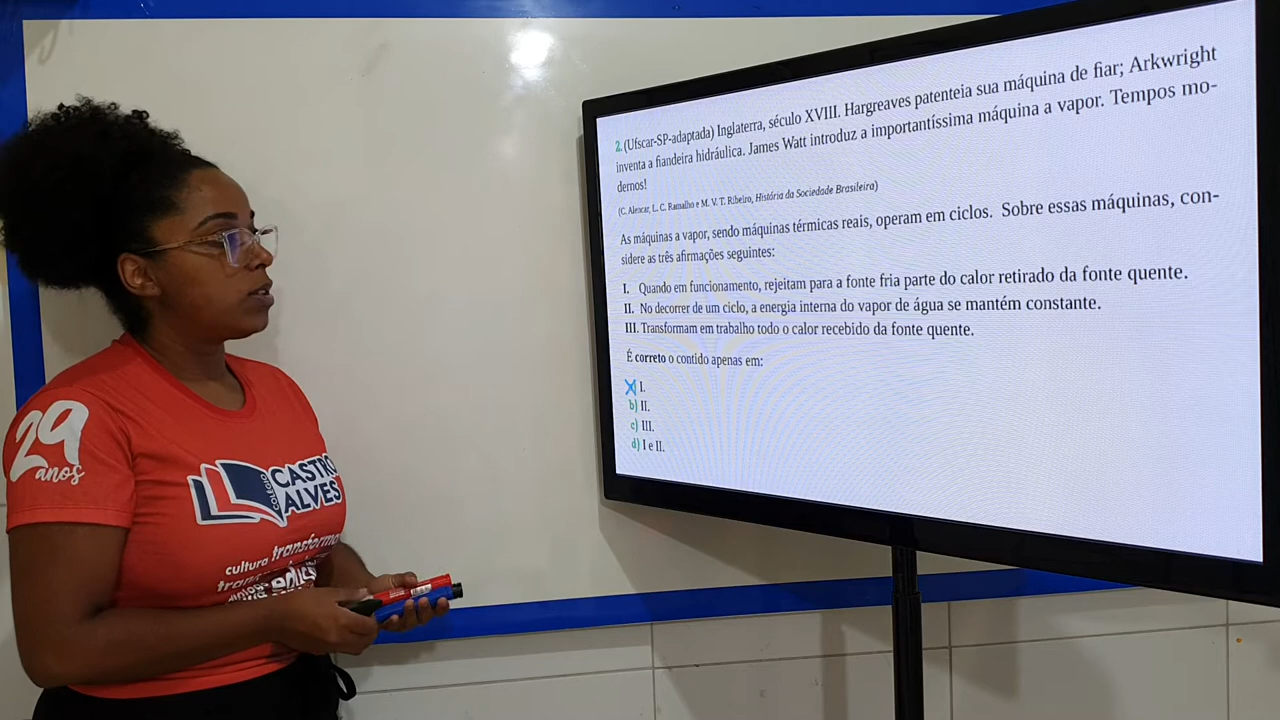 29
anos
COLÉGIO
CASTRO
ALVES
cultura transforma
2. (Ufscar-SP-adaptada) Inglaterra, século XVIII. Hargreaves patenteia sua máquina de fiar; Arkwright
inventa a fiandeira hidráulica. James Watt introduz a importantíssima máquina a vapor. Tempos mo-
dernos!
(C. Alencar, L. C. Ramalho e M. V. T. Ribeiro, História da Sociedade Brasileira)
As máquinas a vapor, sendo máquinas térmicas reais, operam em ciclos. Sobre essas máquinas, con-
sidere as três afirmações seguintes:
I. Quando em funcionamento, rejeitam para a fonte fria parte do calor retirado da fonte quente.
II. No decorrer de um ciclo, a energia interna do vapor de água se mantém constante.
III. Transformam em trabalho todo o calor recebido da fonte quente.
É correto o contido apenas em:
I.
b) II.
c) III.
d) I e II.